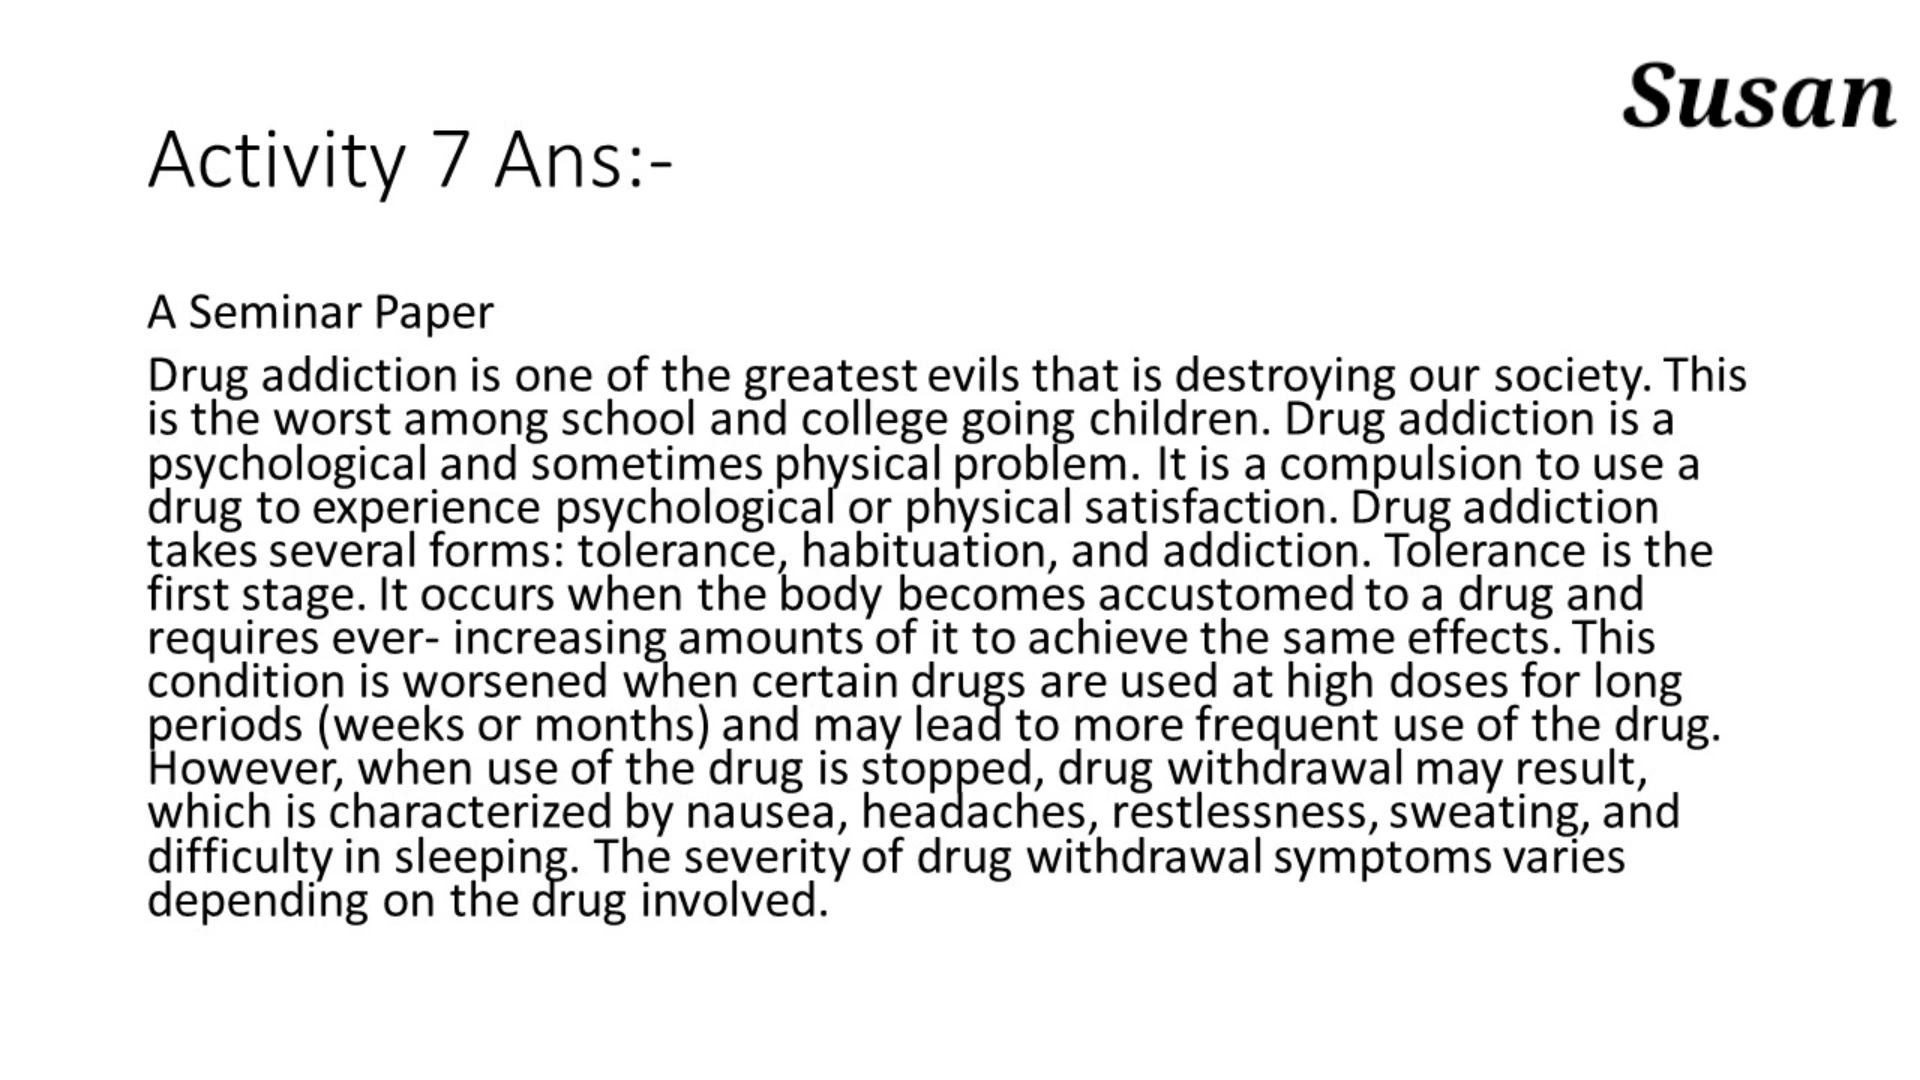 Susan
Activity 7 Ans:-
A Seminar Paper
Drug addiction is one of the greatest evils that is destroying our society. This
is the worst among school and college going children. Drug addiction is a
psychological and sometimes physical problem. It is a compulsion to use a
drug to experience psychological or physical satisfaction. Drug addiction
takes several forms: tolerance, habituation, and addiction. Tolerance is the
first stage. It occurs when the body becomes accustomed to a drug and
requires ever- increasing amounts of it to achieve the same effects. This
condition is worsened when certain drugs are used at high doses for long
periods (weeks or months) and may lead to more frequent use of the drug.
However, when use of the drug is stopped, drug withdrawal may result,
which is characterized by nausea, headaches, restlessness, sweating, and
difficulty in sleeping. The severity of drug withdrawal symptoms varies
depending on the drug involved.